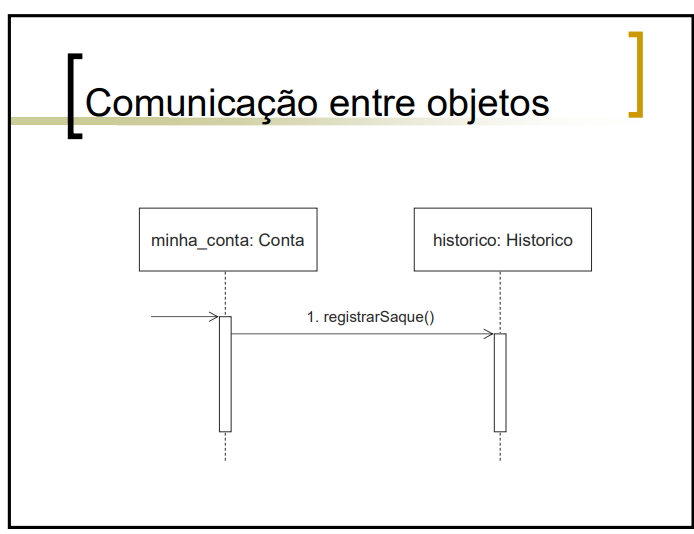 Comunicação entre objetos
minha_conta: Conta
historico: Historico
1. registrarSaque()